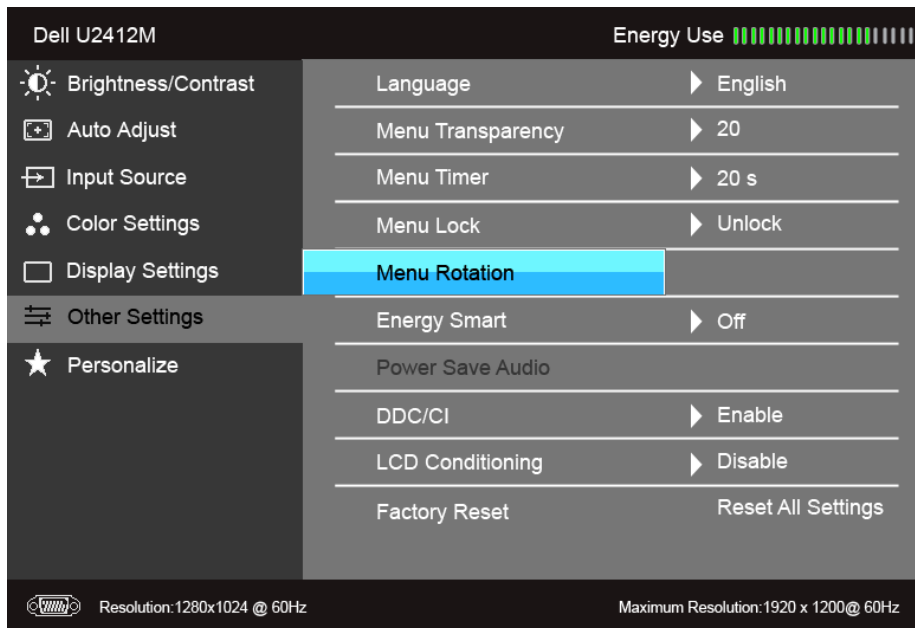 Dell U2412M
Energy Use
Brightness/Contrast
Auto Adjust
Input Source
Color Settings
Display Settings
Other Settings
Personalize
Language English
Menu Transparency 20
Menu Timer 20 s
Menu Lock Unlock
Menu Rotation
Energy Smart Off
Power Save Audio
DDC/CI Enable
LCD Conditioning Disable
Factory Reset Reset All Settings
Resolution:1280x1024 @ 60Hz
Maximum Resolution:1920 x 1200@ 60Hz